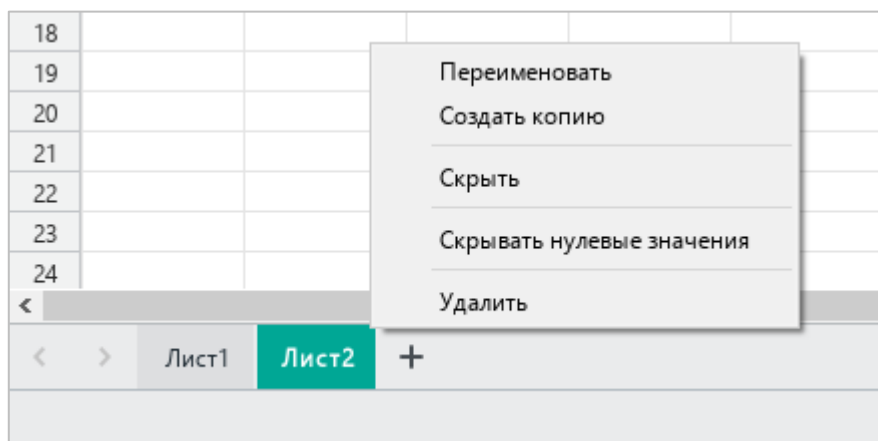 18
19
Переименовать
20
Создать копию
21
22
Скрыть
23
Скрывать нулевые значения
24
Удалить
Лист1 Лист2 +